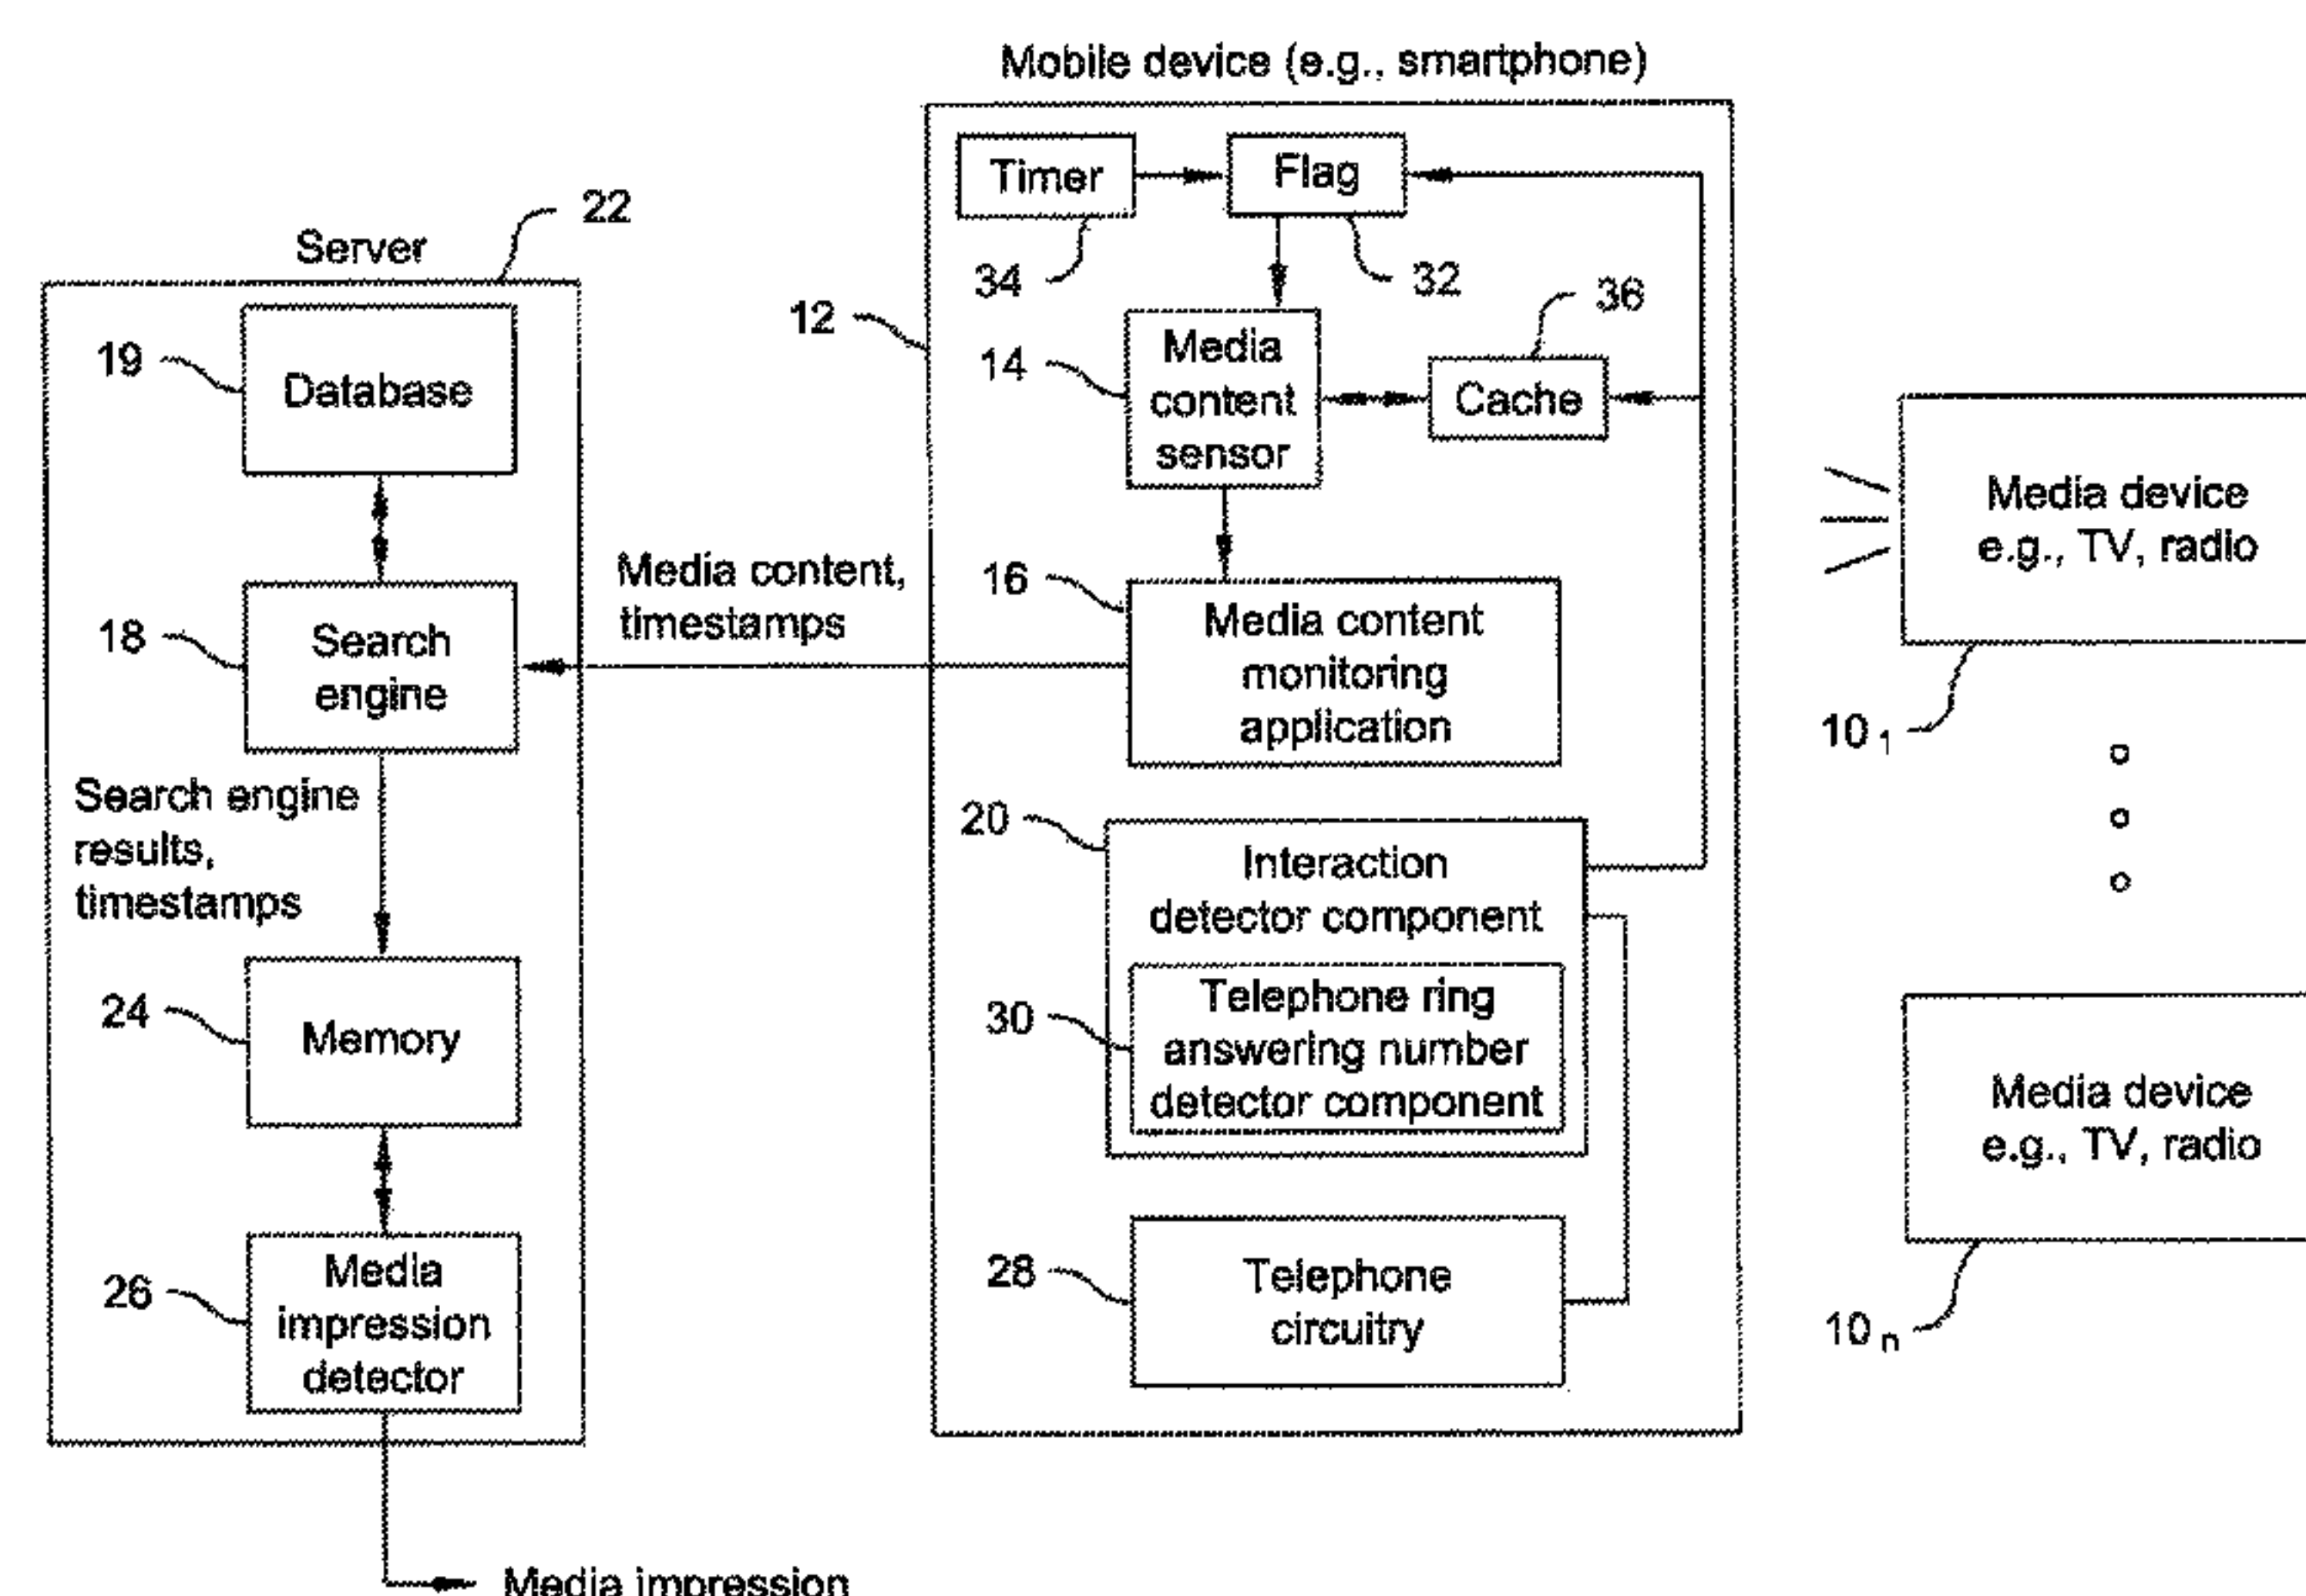 Mobile device (e.g., smartphone)
Server
22
Database
19
Search
engine
18
Search engine
results,
timestamps
Memory
24
Media
impression
detector
26
Media impression
Media content,
timestamps
12
Timer
34
Flag
32
Media
content
sensor
14
Cache
36
Media content
monitoring
application
16
Interaction
detector component
20
Telephone ring
answering number
detector component
30
Telephone
circuitry
28
Media device
e.g., TV, radio
10 1
Media device
e.g., TV, radio
10 n